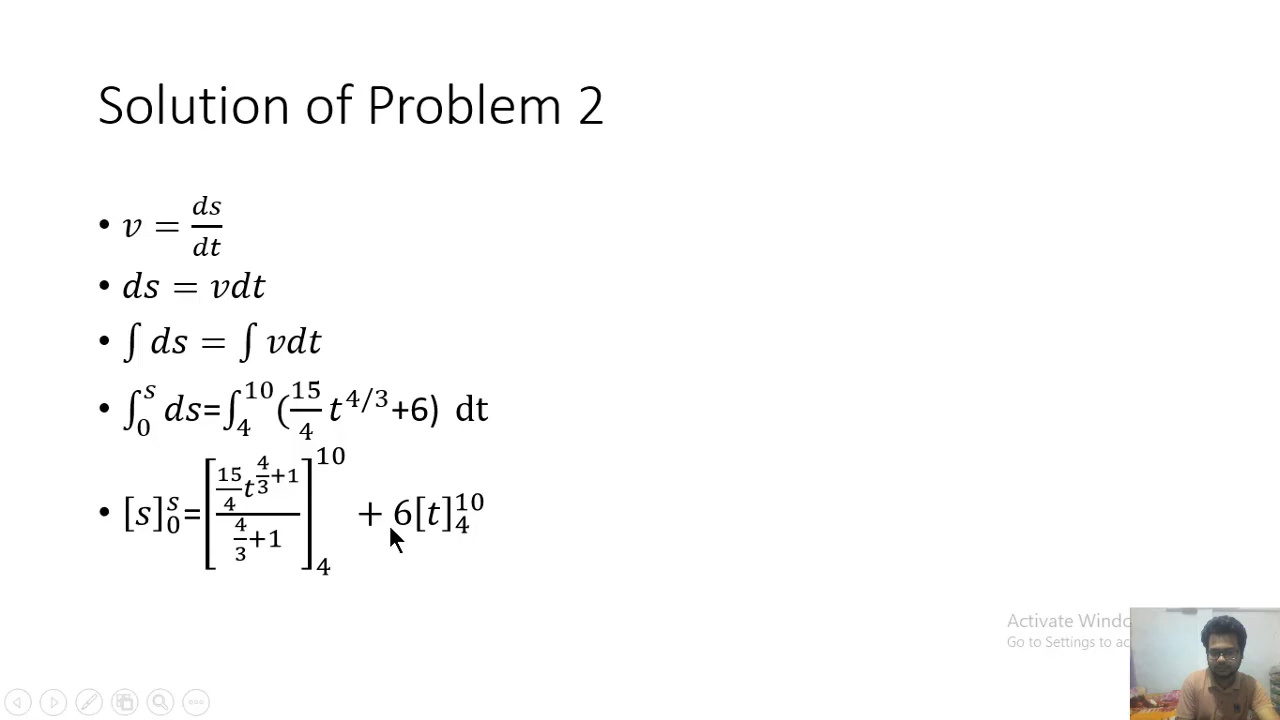 Solution of Problem 2
• v = ds/dt
• ds = vdt
• ∫ ds = ∫ vdt
• ∫₀ˢ ds=∫₄¹⁰ (15/4 t^{4/3}+6) dt
• [s]₀ˢ=[(15/4 t^{4/3+1})/(4/3+1)]₄¹⁰ + 6[t]₄¹⁰
Activate Windo
Go to Settings to ac